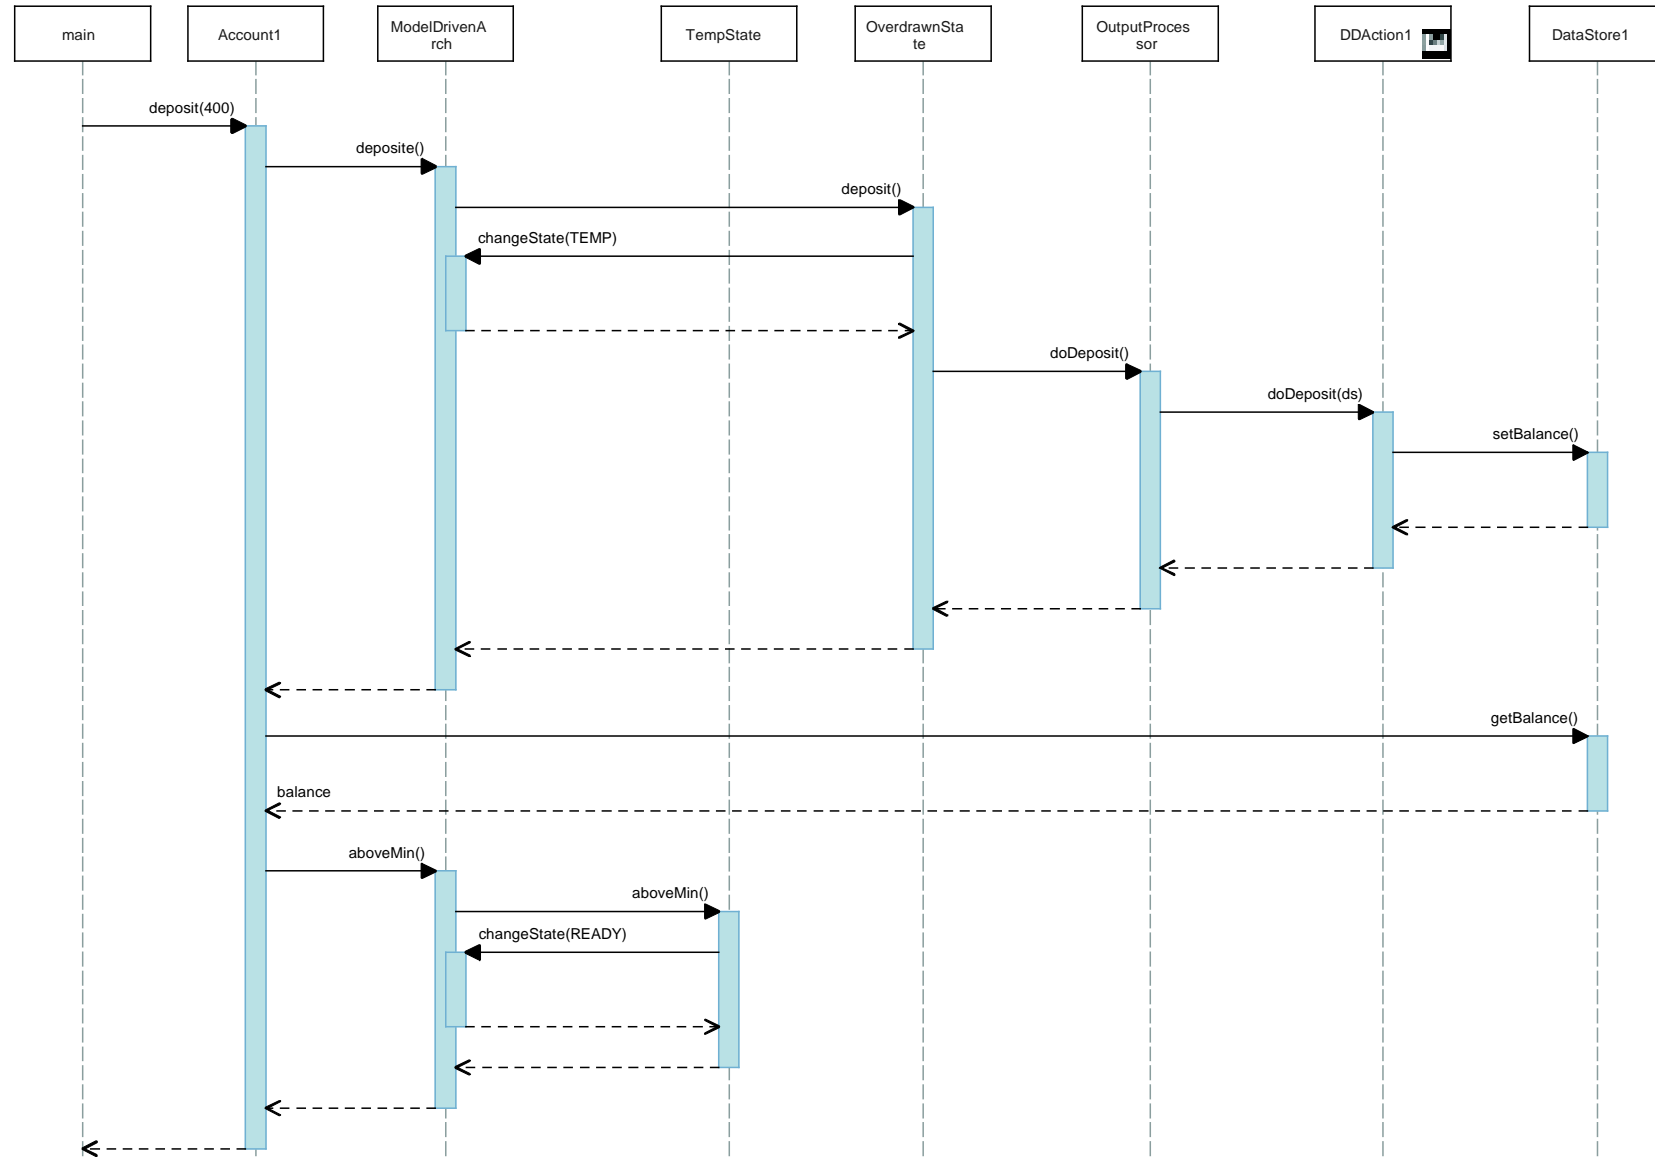 main
Account1
ModelDrivenA
rch
TempState
OverdrawnSta
te
OutputProces
sor
DDAction1
DataStore1
deposit(400)
deposite()
deposit()
changeState(TEMP)
doDeposit()
doDeposit(ds)
setBalance()
getBalance()
balance
aboveMin()
aboveMin()
changeState(READY)